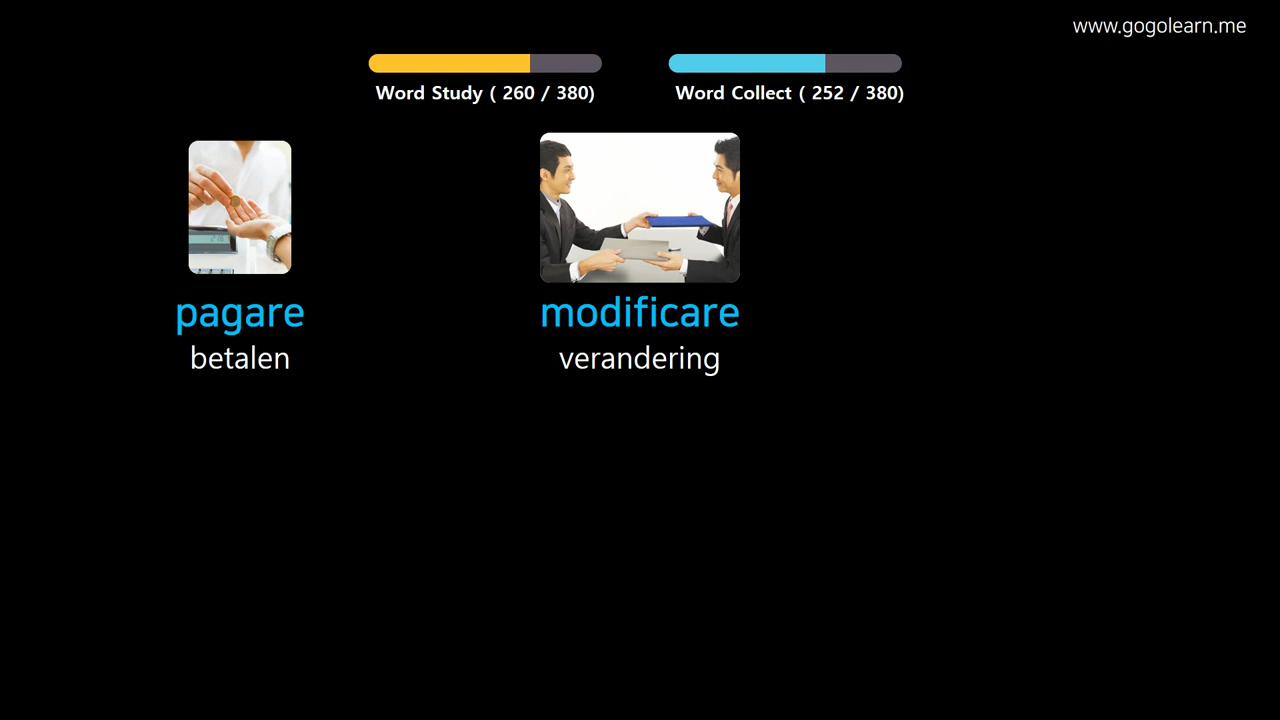 www.gogolearn.me
Word Study ( 260 / 380)
Word Collect ( 252 / 380)
pagare
modificare
betalen
verandering